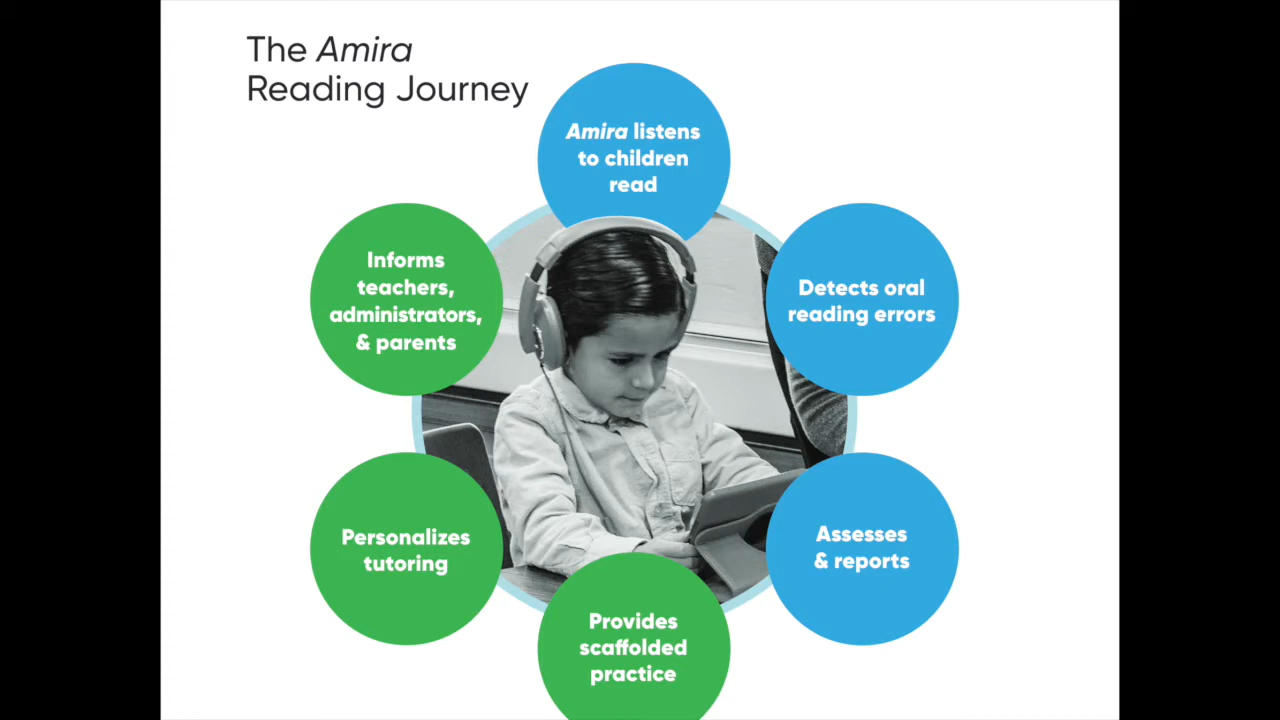 The Amira
Reading Journey
Amira listens
to children
read
Detects oral
reading errors
Assesses
& reports
Provides
scaffolded
practice
Personalizes
tutoring
Informs
teachers,
administrators,
& parents